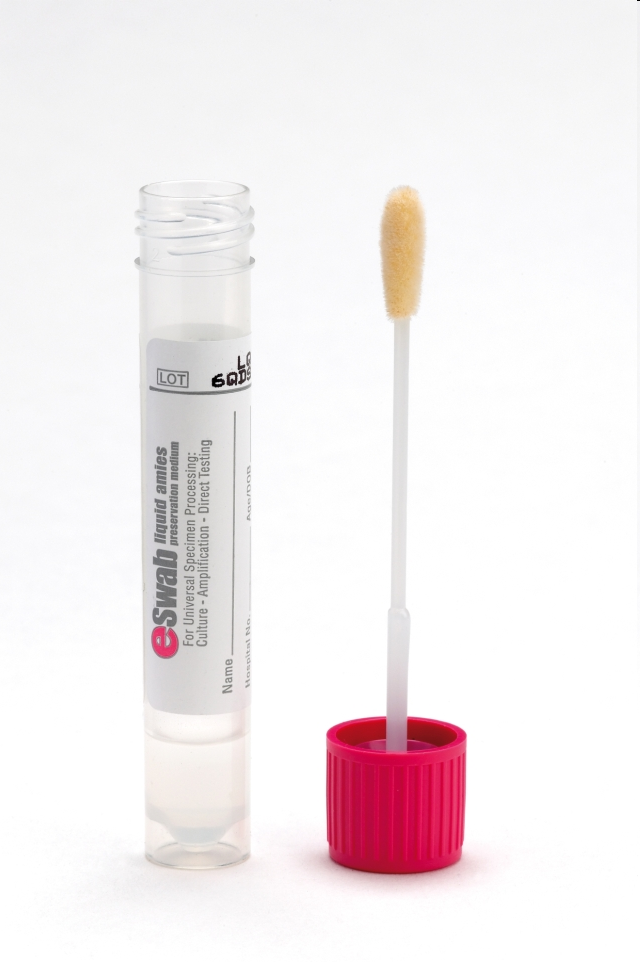 LOT
eSwab liquid amies
preservation medium
For Universal Specimen Processing:
Culture - Amplification - Direct Testing
Name
Hospital No.
Age/DOB